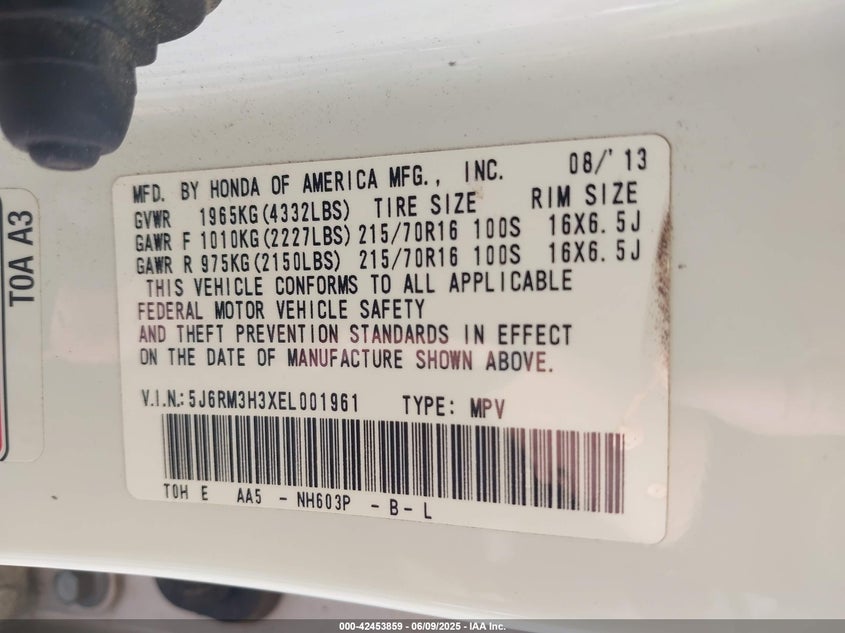 T0A A3
MFD. BY HONDA OF AMERICA MFG., INC. 08/'13
GVWR 1965KG(4332LBS) TIRE SIZE RIM SIZE
GAWR F 1010KG(2227LBS) 215/70R16 100S 16X6.5J
GAWR R 975KG(2150LBS) 215/70R16 100S 16X6.5J
THIS VEHICLE CONFORMS TO ALL APPLICABLE
FEDERAL MOTOR VEHICLE SAFETY
AND THEFT PREVENTION STANDARDS IN EFFECT
ON THE DATE OF MANUFACTURE SHOWN ABOVE.
V.I.N.: 5J6RM3H3XEL001961 TYPE: MPV
T0H E AA5 - NH603P - B - L
000-42453859 - 06/09/2025 - IAA Inc.